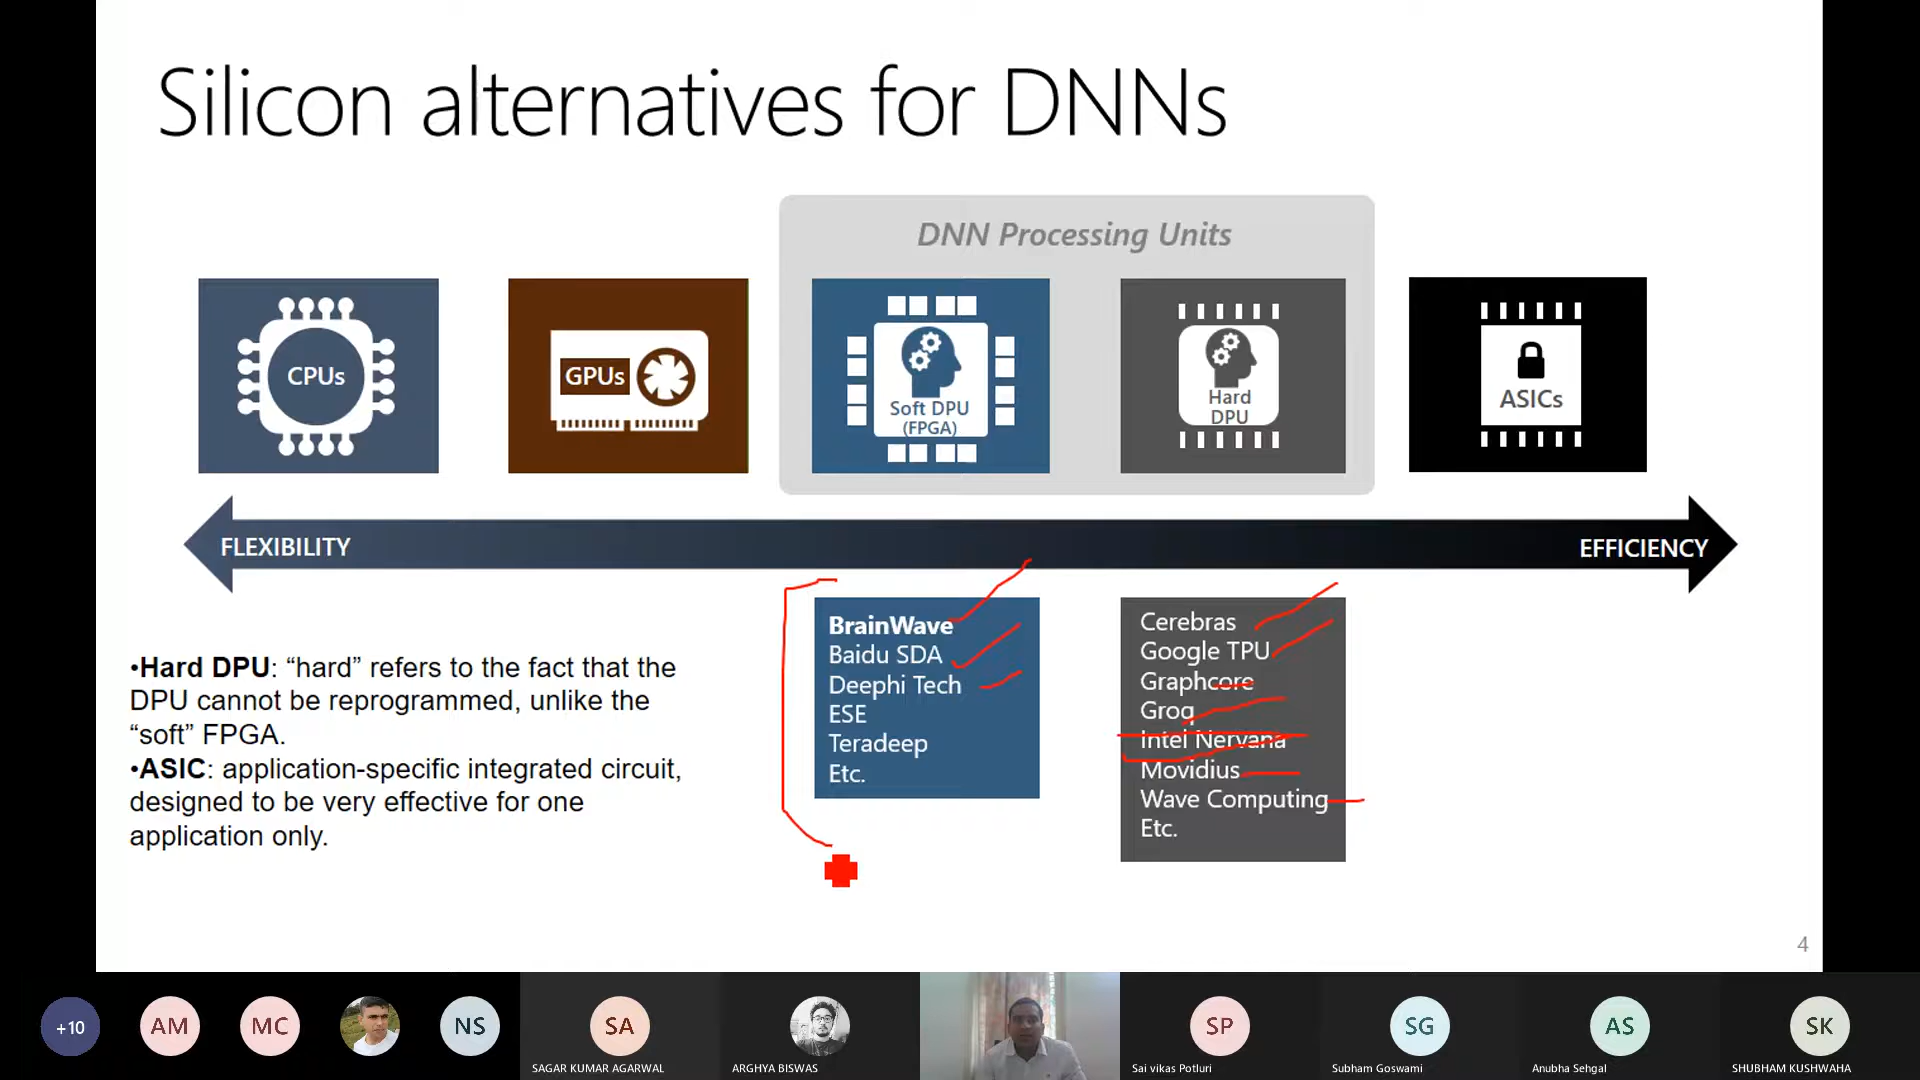 Silicon alternatives for DNNs
DNN Processing Units
CPUs
GPUs
Soft DPU
(FPGA)
Hard
DPU
ASICs
FLEXIBILITY
EFFICIENCY
•Hard DPU: “hard” refers to the fact that the
DPU cannot be reprogrammed, unlike the
“soft” FPGA.
•ASIC: application-specific integrated circuit,
designed to be very effective for one
application only.
BrainWave
Baidu SDA
Deephi Tech
ESE
Teradeep
Etc.
Cerebras
Google TPU
Graphcore
Groq
Intel Nervana
Movidius
Wave Computing
Etc.
4
+10
AM
MC
NS
SA
SAGAR KUMAR AGARWAL
ARGHYA BISWAS
SP
Sai vikas Potluri
SG
Subham Goswami
AS
Anubha Sehgal
SK
SHUBHAM KUSHWAHA